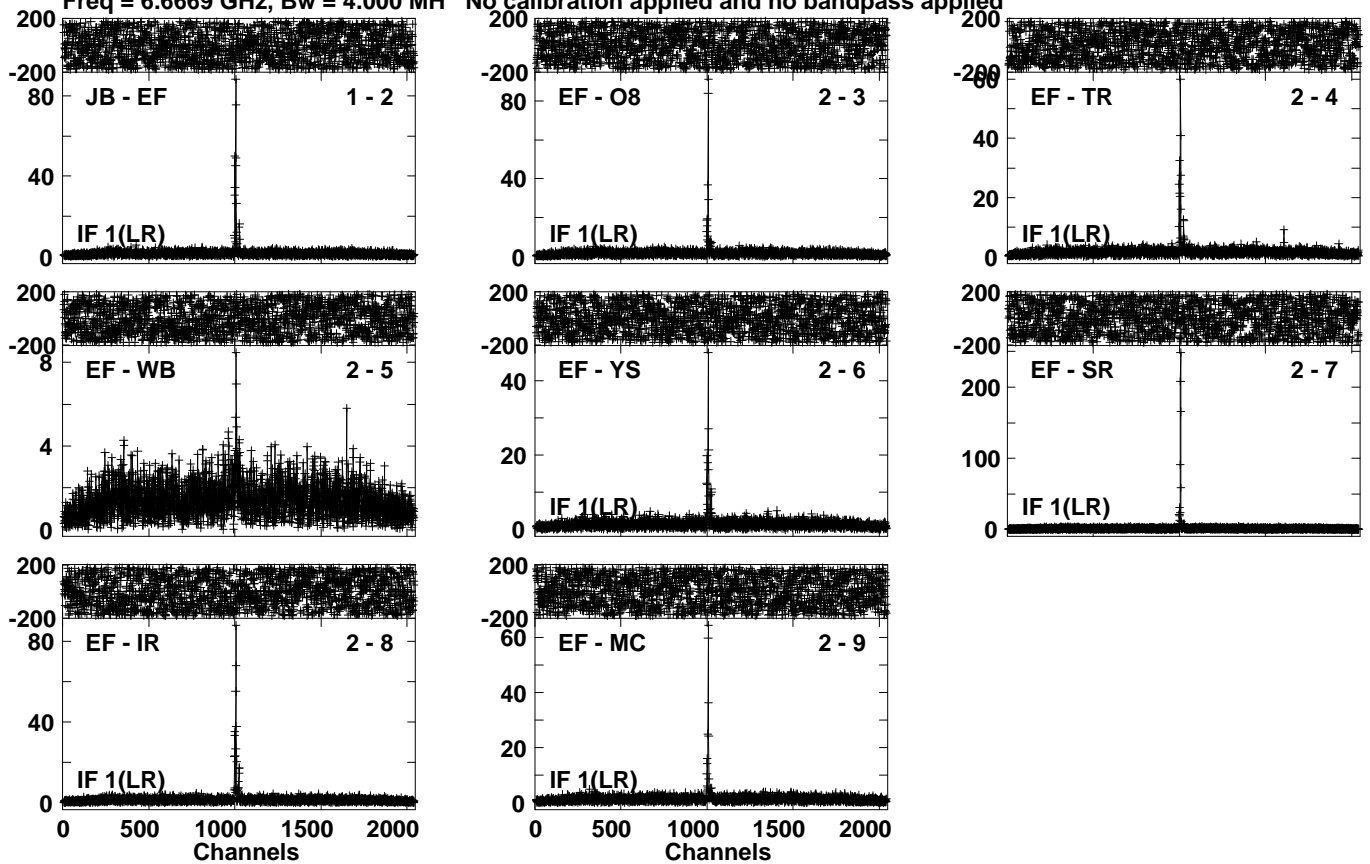 Freq = 6.6669 GHz, Bw = 4.000 MH No calibration applied and no bandpass applied
200
-200
80
40
0
JB - EF 1 - 2
IF 1(LR)
200
-200
80
40
0
EF - O8 2 - 3
IF 1(LR)
200
-200
60
40
20
0
EF - TR 2 - 4
IF 1(LR)
200
-200
8
4
0
EF - WB 2 - 5
200
-200
40
20
0
EF - YS 2 - 6
IF 1(LR)
200
-200
200
100
0
EF - SR 2 - 7
IF 1(LR)
200
-200
80
40
0
EF - IR 2 - 8
IF 1(LR)
0 500 1000 1500 2000
Channels
200
-200
60
40
20
0
EF - MC 2 - 9
IF 1(LR)
0 500 1000 1500 2000
Channels